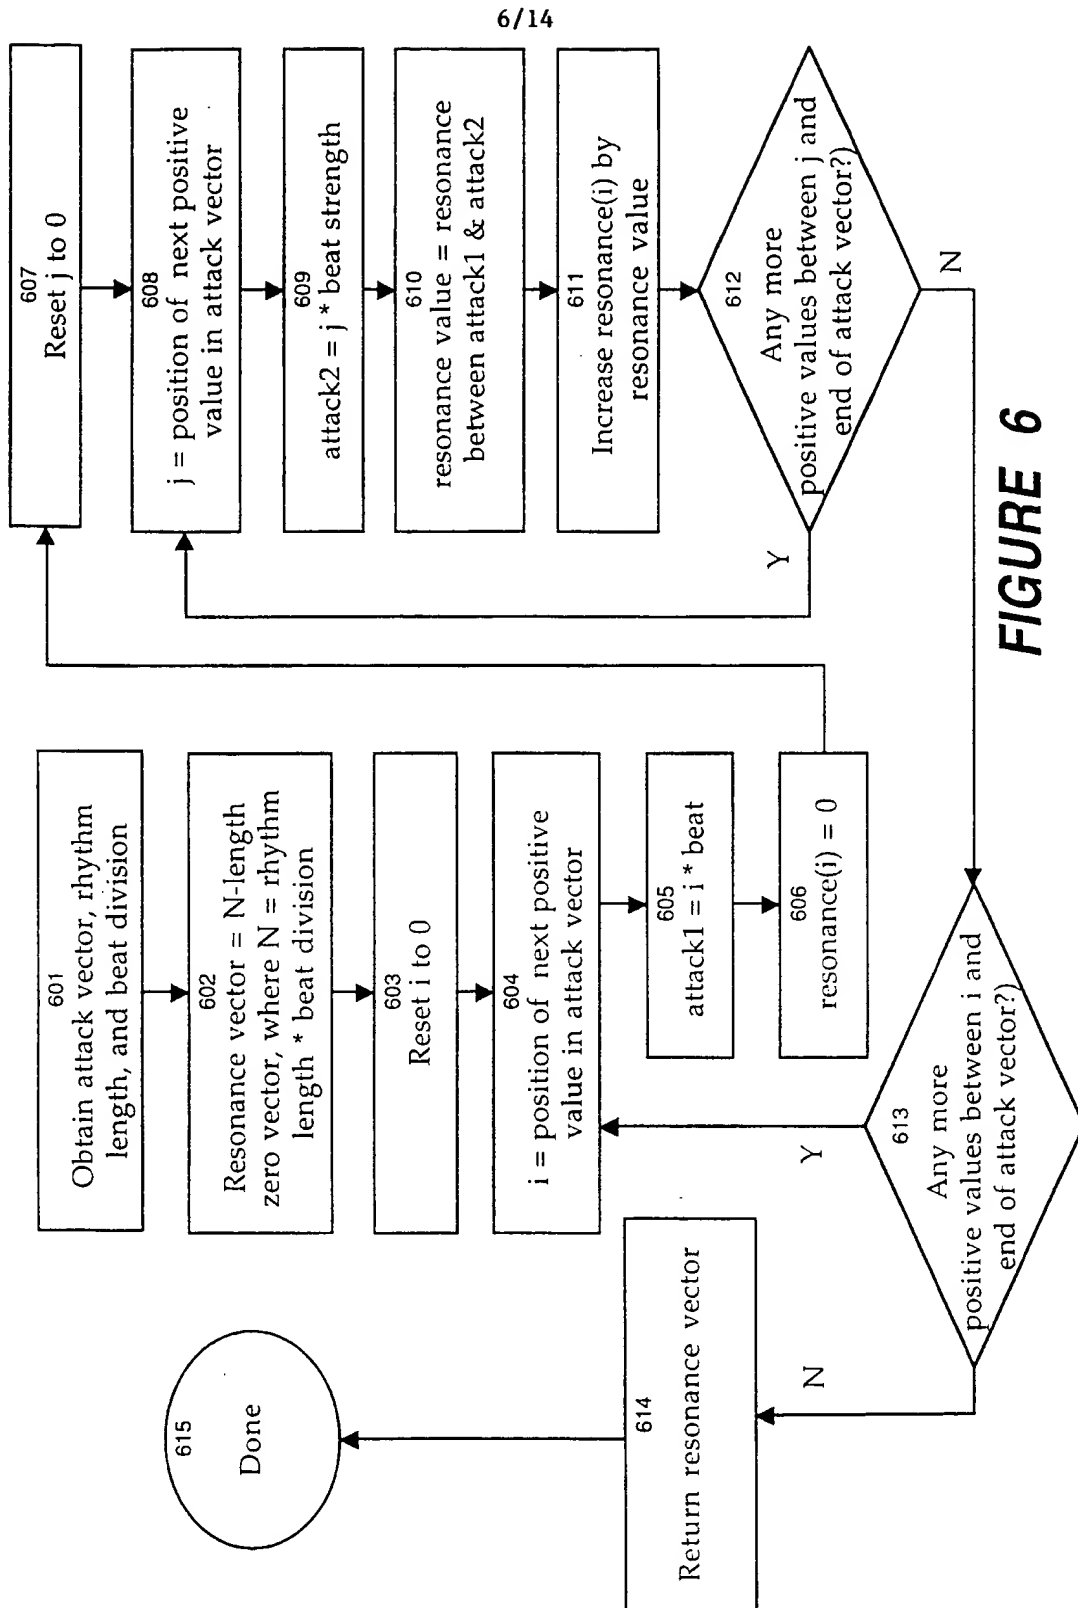 6/14
601
Obtain attack vector, rhythm
length, and beat division
602
Resonance vector = N-length
zero vector, where N = rhythm
length * beat division
603
Reset i to 0
604
i = position of next positive
value in attack vector
605
attack1 = i * beat
606
resonance(i) = 0
607
Reset j to 0
608
j = position of next positive
value in attack vector
609
attack2 = j * beat strength
610
resonance value = resonance
between attack1 & attack2
611
Increase resonance(i) by
resonance value
612
Any more
positive values between j and
end of attack vector?)
Y
N
613
Any more
positive values between i and
end of attack vector?)
Y
N
614
Return resonance vector
615
Done
FIGURE 6